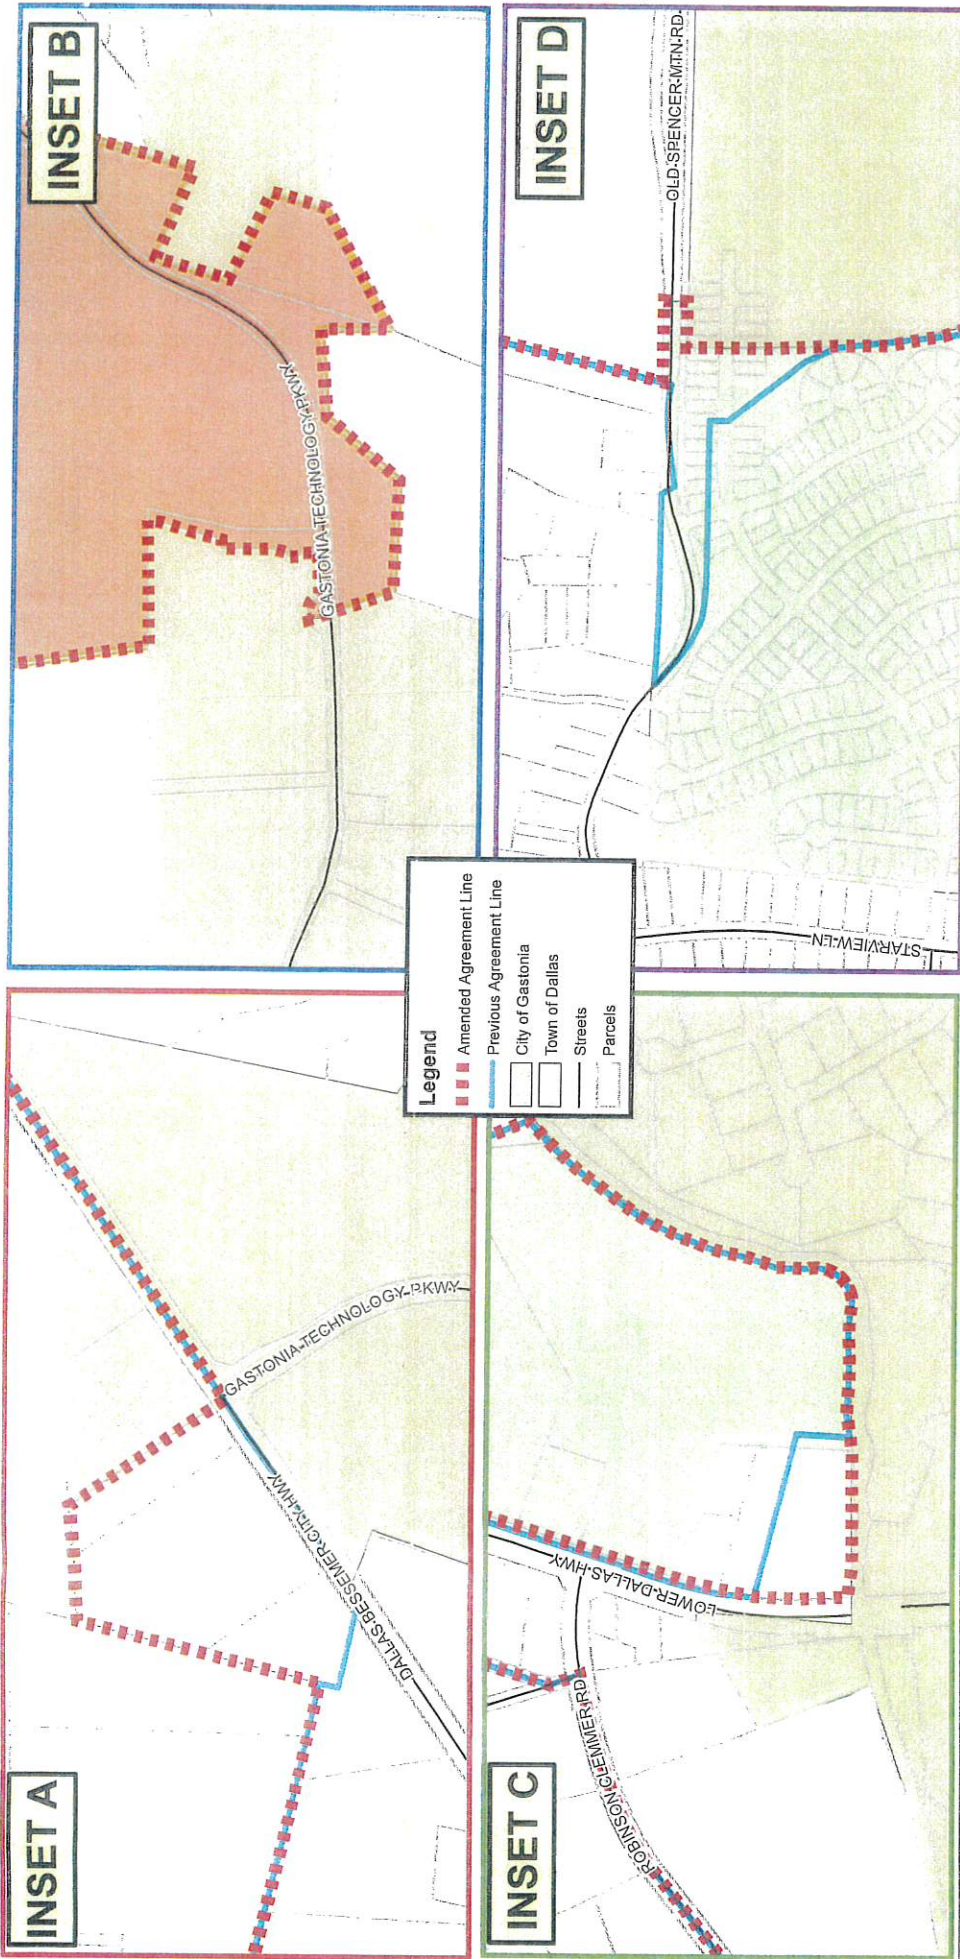 INSET A
DALLAS-BESSEMER-CITY-HWY
GASTONIA-TECHNOLOGY-PKWY
INSET B
GASTONIA-TECHNOLOGY-PKWY
Legend
Amended Agreement Line
Previous Agreement Line
City of Gastonia
Town of Dallas
Streets
Parcels
INSET C
ROBINSON-CLEMMER-RD
LOWER-DALLAS-HWY
INSET D
OLD-SPENCER-MTN-RD
STARVIEW-LN